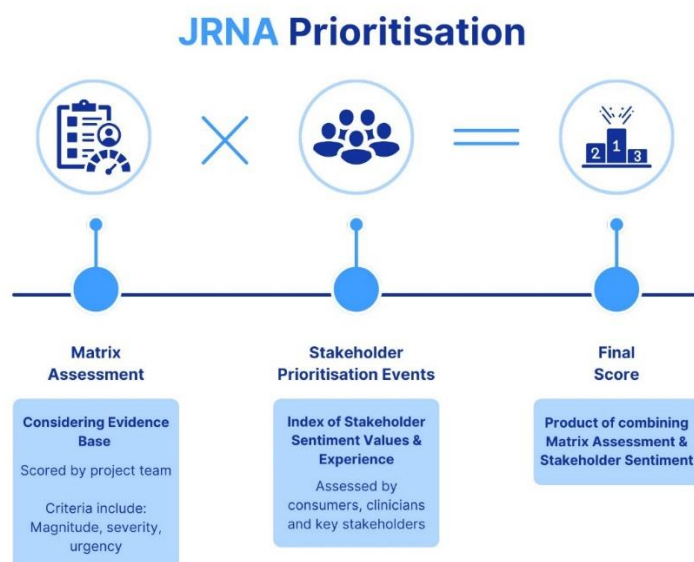 JRNA Prioritisation
2 1 3
Matrix
Assessment
Considering Evidence
Base
Scored by project team
Criteria include:
Magnitude, severity,
urgency
Stakeholder
Prioritisation Events
Index of Stakeholder
Sentiment Values &
Experience
Assessed by
consumers, clinicians
and key stakeholders
Final
Score
Product of combining
Matrix Assessment &
Stakeholder Sentiment